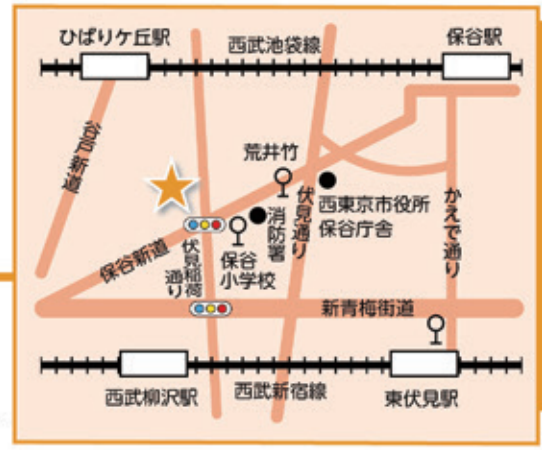 ひばりケ丘駅
西武池袋線
保谷駅
谷戸新道
荒井竹
伏見通り
西東京市役所
保谷庁舎
かえで通り
消防署
保谷新道
伏見稲荷
通り
保谷
小学校
新青梅街道
西武柳沢駅
西武新宿線
東伏見駅